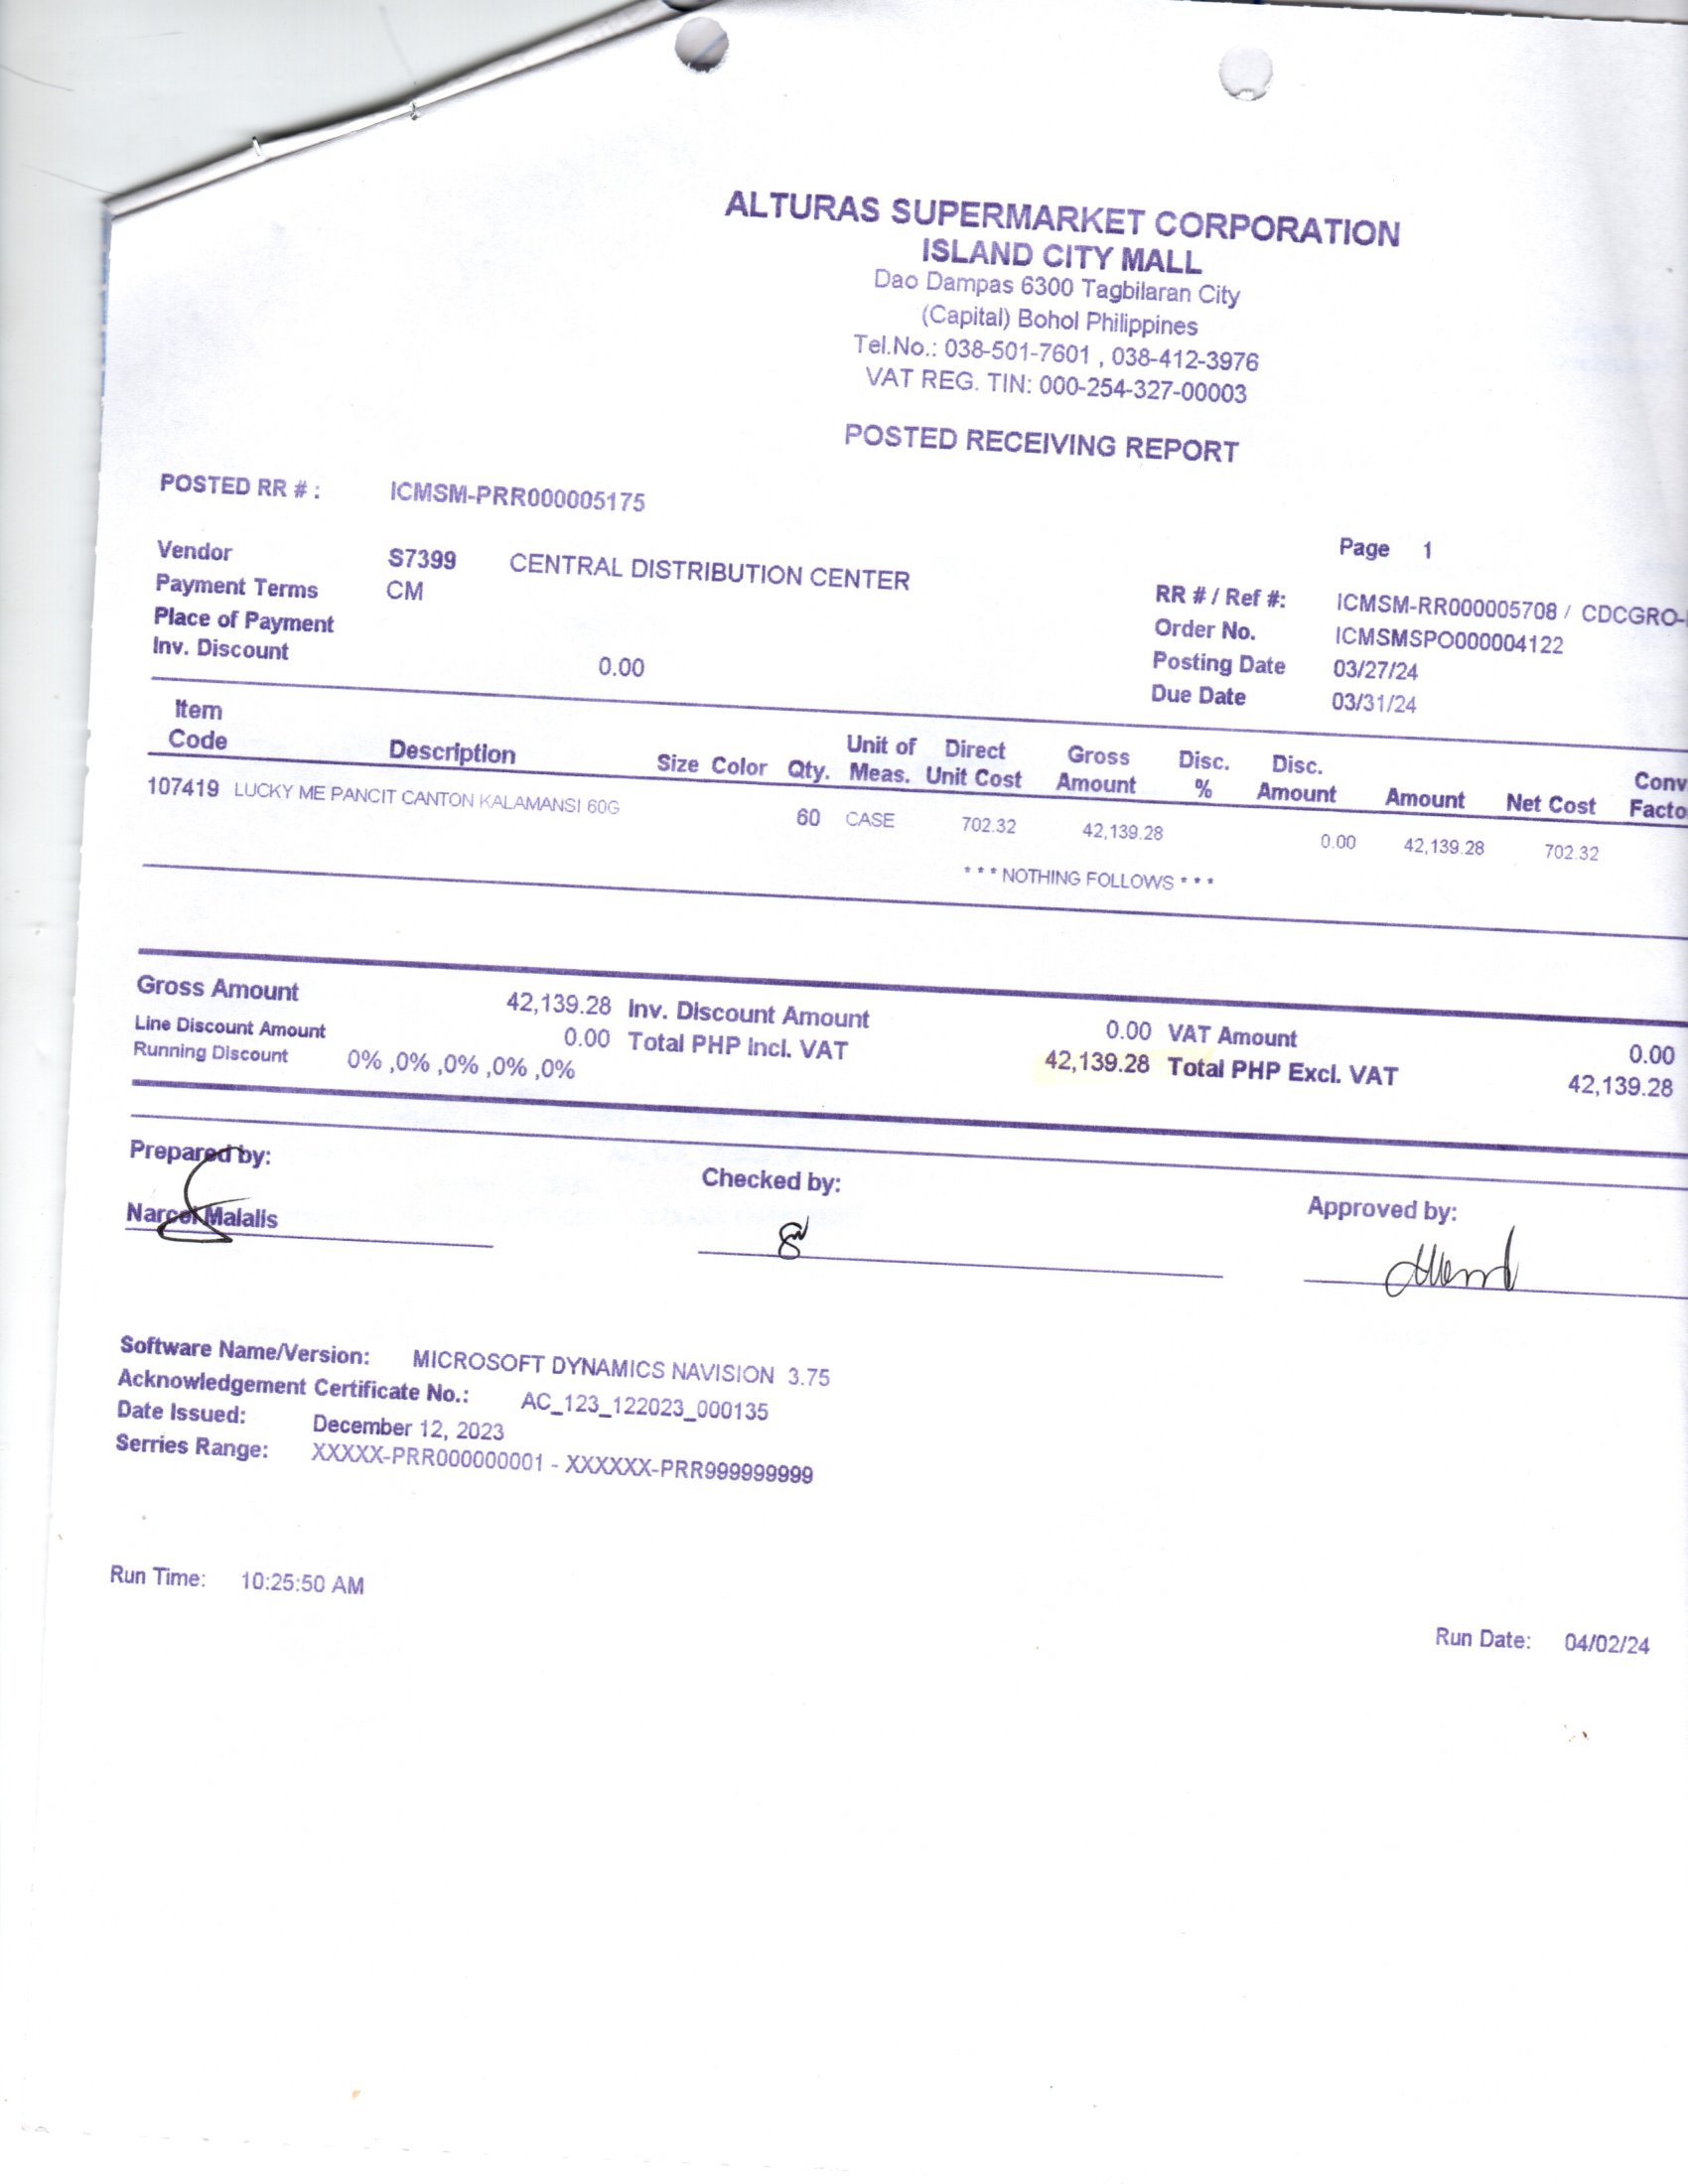 ALTURAS SUPERMARKET CORPORATION
ISLAND CITY MALL
Dao Dampas 6300 Tagbilaran City
(Capital) Bohol Philippines
Tel.No.: 038-501-7601 , 038-412-3976
VAT REG. TIN: 000-254-327-00003
POSTED RECEIVING REPORT
POSTED RR # : ICMSM-PRR000005175
Page 1
Vendor S7399 CENTRAL DISTRIBUTION CENTER
RR # / Ref #: ICMSM-RR000005708 / CDCGRO-
Payment Terms CM
Order No. ICMSMSPO000004122
Place of Payment
Posting Date 03/27/24
Inv. Discount 0.00
Due Date 03/31/24
Item Code Description Size Color Qty. Unit of Meas. Direct Unit Cost Gross Amount Disc. % Disc. Amount Amount Net Cost Conv Facto
107419 LUCKY ME PANCIT CANTON KALAMANSI 60G 60 CASE 702.32 42,139.28 0.00 42,139.28 702.32
* * * NOTHING FOLLOWS * * *
Gross Amount 42,139.28 Inv. Discount Amount 0.00 VAT Amount 0.00
Line Discount Amount 0.00 Total PHP Incl. VAT 42,139.28 Total PHP Excl. VAT 42,139.28
Running Discount 0% ,0% ,0% ,0% ,0%
Prepared by: Checked by: Approved by:
Narcel Malalis
Software Name/Version: MICROSOFT DYNAMICS NAVISION 3.75
Acknowledgement Certificate No.: AC_123_122023_000135
Date Issued: December 12, 2023
Serries Range: XXXXX-PRR000000001 - XXXXXX-PRR999999999
Run Time: 10:25:50 AM
Run Date: 04/02/24